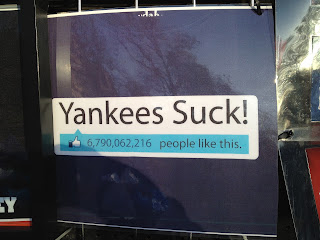 Yankees Suck!
6,790,062,216 people like this.